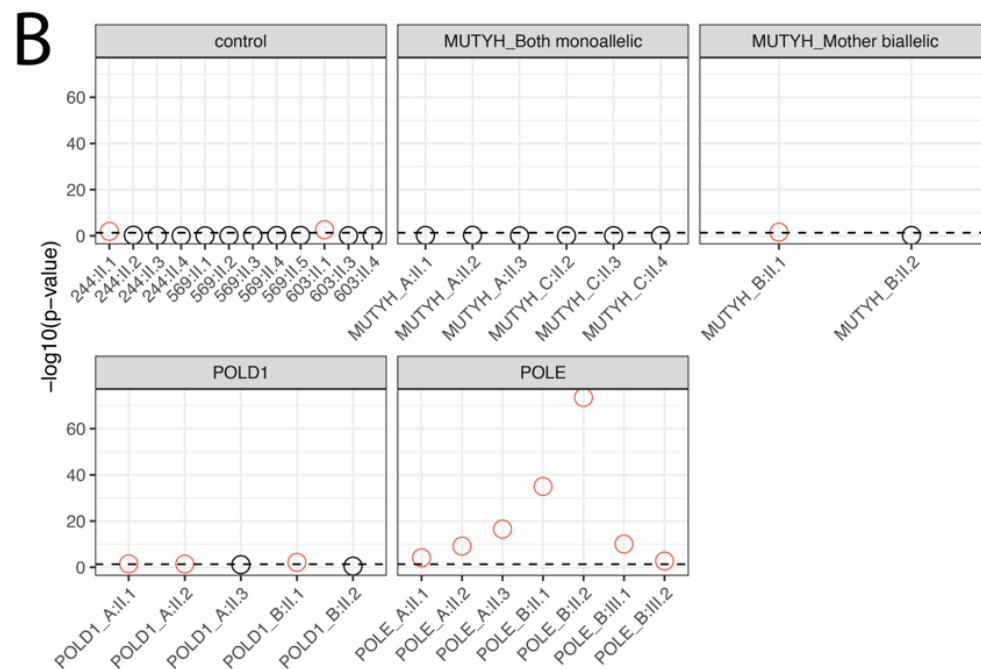 B
control
MUTYH_Both monoallelic
MUTYH_Mother biallelic
60
40
20
0
244:II.1
244:II.2
244:II.3
244:II.4
569:II.1
569:II.2
569:II.3
569:II.4
569:II.5
603:II.1
603:II.3
603:II.4
MUTYH_A:II.1
MUTYH_A:II.2
MUTYH_A:II.3
MUTYH_C:II.2
MUTYH_C:II.3
MUTYH_C:II.4
MUTYH_B:II.1
MUTYH_B:II.2
−log10(p−value)
POLD1
POLE
60
40
20
0
POLD1_A:II.1
POLD1_A:II.2
POLD1_A:II.3
POLD1_B:II.1
POLD1_B:II.2
POLE_A:II.1
POLE_A:II.2
POLE_A:II.3
POLE_B:II.1
POLE_B:II.2
POLE_B:III.1
POLE_B:III.2